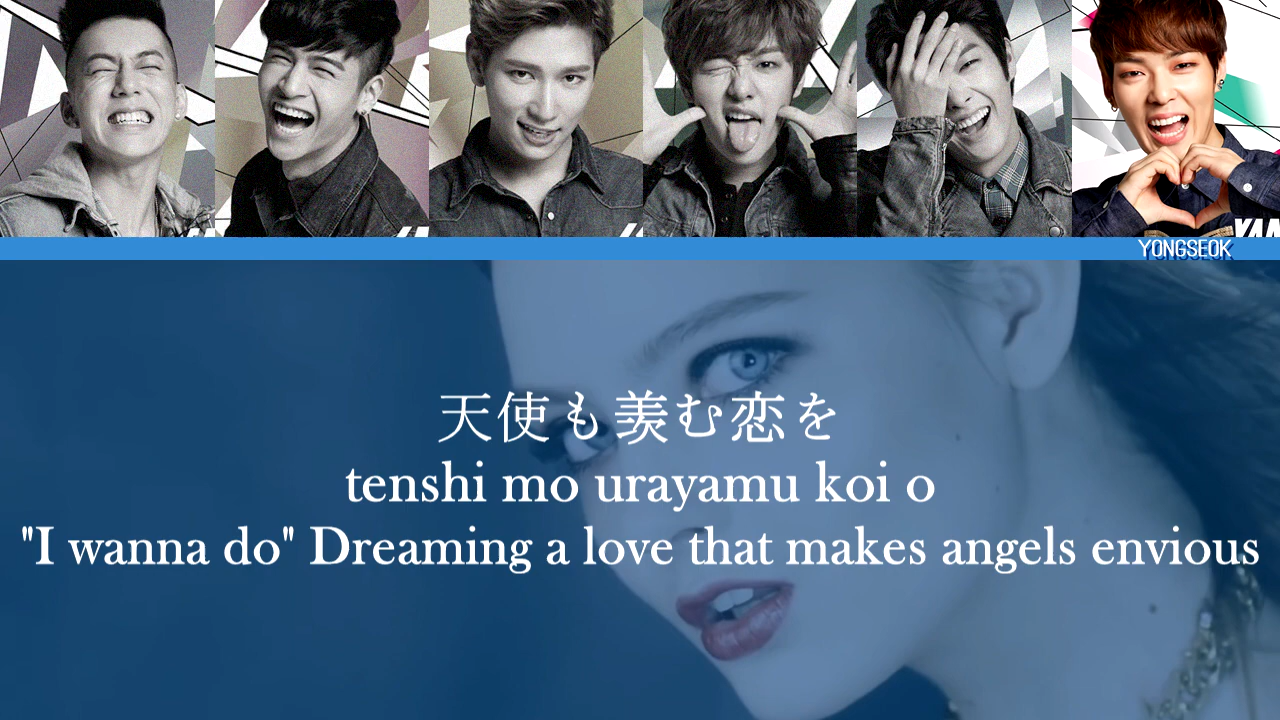 YONGSEOK
天使も羨む恋を
tenshi mo urayamu koi o
"I wanna do" Dreaming a love that makes angels envious